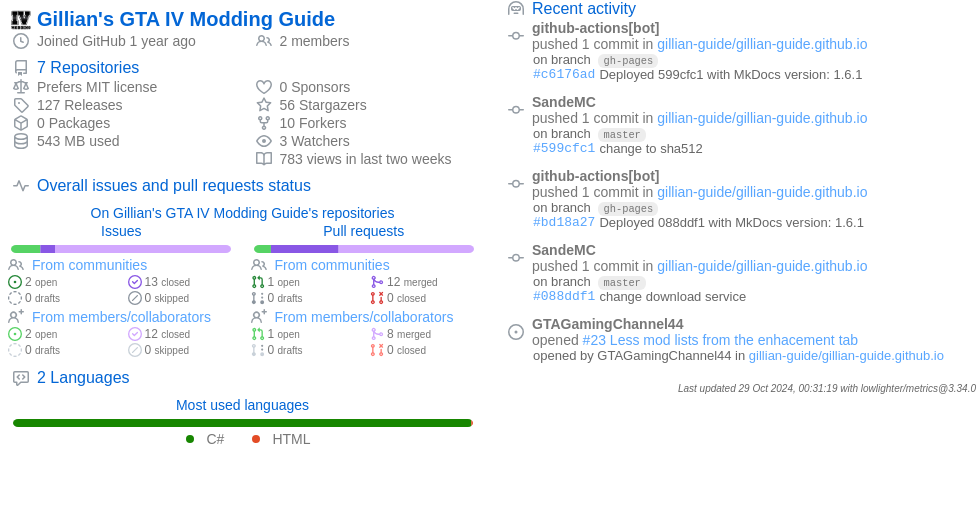 Gillian's GTA IV Modding Guide
Joined GitHub 1 year ago
2 members
7 Repositories
Prefers MIT license
0 Sponsors
127 Releases
56 Stargazers
0 Packages
10 Forkers
543 MB used
3 Watchers
783 views in last two weeks
Overall issues and pull requests status
On Gillian's GTA IV Modding Guide's repositories
Issues
Pull requests
From communities
From communities
2 open
13 closed
1 open
12 merged
0 drafts
0 skipped
0 drafts
0 closed
From members/collaborators
From members/collaborators
2 open
12 closed
1 open
8 merged
0 drafts
0 skipped
0 drafts
0 closed
2 Languages
Most used languages
C#
HTML
Recent activity
github-actions[bot]
pushed 1 commit in gillian-guide/gillian-guide.github.io
on branch gh-pages
#c6176ad Deployed 599cfc1 with MkDocs version: 1.6.1
SandeMC
pushed 1 commit in gillian-guide/gillian-guide.github.io
on branch master
#599cfc1 change to sha512
github-actions[bot]
pushed 1 commit in gillian-guide/gillian-guide.github.io
on branch gh-pages
#bd18a27 Deployed 088ddf1 with MkDocs version: 1.6.1
SandeMC
pushed 1 commit in gillian-guide/gillian-guide.github.io
on branch master
#088ddf1 change download service
GTAGamingChannel44
opened #23 Less mod lists from the enhacement tab
opened by GTAGamingChannel44 in gillian-guide/gillian-guide.github.io
Last updated 29 Oct 2024, 00:31:19 with lowlighter/metrics@3.34.0